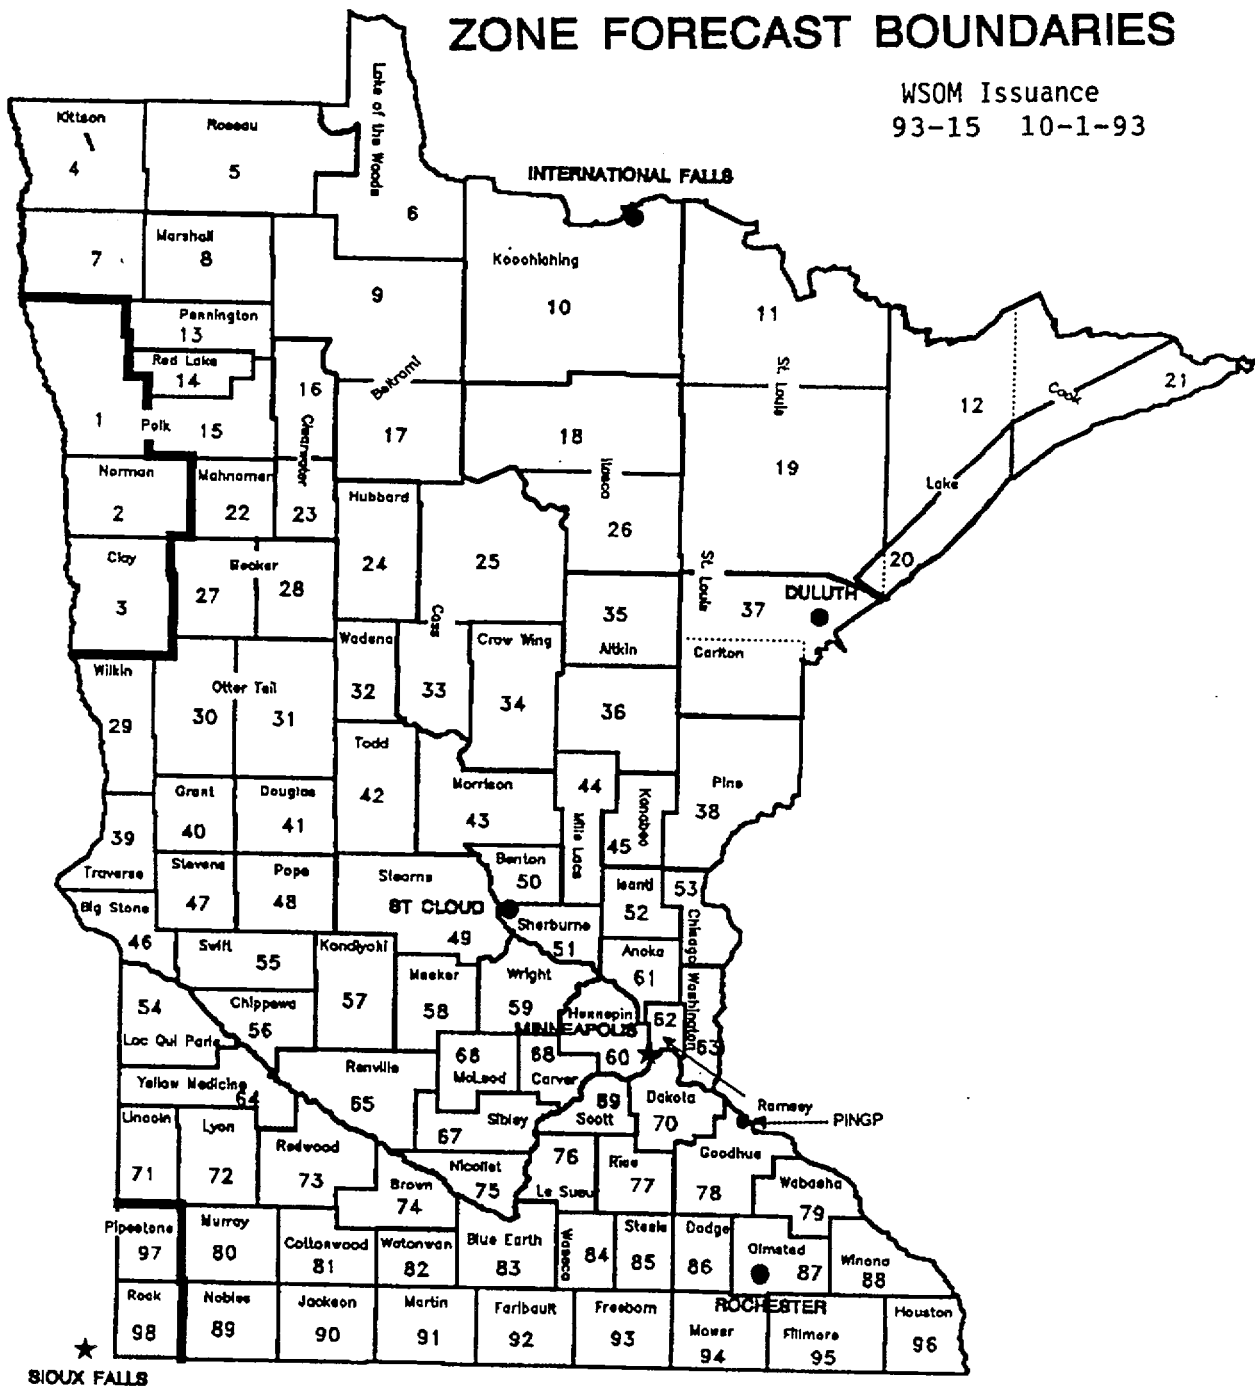 ZONE FORECAST BOUNDARIES
WSOM Issuance
93-15 10-1-93
Kittson
4
Roseau
5
Lake of the Woods
6
INTERNATIONAL FALLS
7
Marshall
8
9
Koochiching
10
11
12
Pennington
13
Red Lake
14
1
Polk
15
16
Clearwater
Beltrami
17
18
Itasca
St. Louis
19
Cook
21
Lake
20
Norman
2
Mahnomen
22
23
Hubbard
24
25
26
Clay
3
Becker
27
28
Cass
35
Aitkin
St. Louis
37
DULUTH
Carlton
Wilkin
29
Otter Tail
30
31
Wadena
32
33
Crow Wing
34
36
Todd
42
Morrison
43
44
Mille Lacs
Kanabec
45
Pine
38
39
Traverse
Grant
40
Douglas
41
Stevens
47
Pope
48
Stearns
49
ST CLOUD
Benton
50
Sherburne
51
Isanti
52
53
Chisago
Big Stone
46
Swift
55
Kandiyohi
57
Meeker
58
Wright
59
Anoka
61
Washington
63
54
Lac Qui Parle
Chippewa
56
Hennepin
MINNEAPOLIS
60
62
Ramsey
PINGP
Yellow Medicine
64
Renville
65
66
McLeod
68
Carver
69
Scott
Dakota
70
67
Sibley
Lincoln
71
Lyon
72
Redwood
73
Brown
74
Nicollet
75
76
Le Sueu
Rice
77
Goodhue
78
Wabasha
79
Pipestone
97
Murray
80
Cottonwood
81
Watonwan
82
Blue Earth
83
Waseca
84
Steele
85
Dodge
86
Olmsted
87
Winona
88
ROCHESTER
Rock
98
Nobles
89
Jackson
90
Martin
91
Faribault
92
Freeborn
93
Mower
94
Fillmore
95
Houston
96
SIOUX FALLS